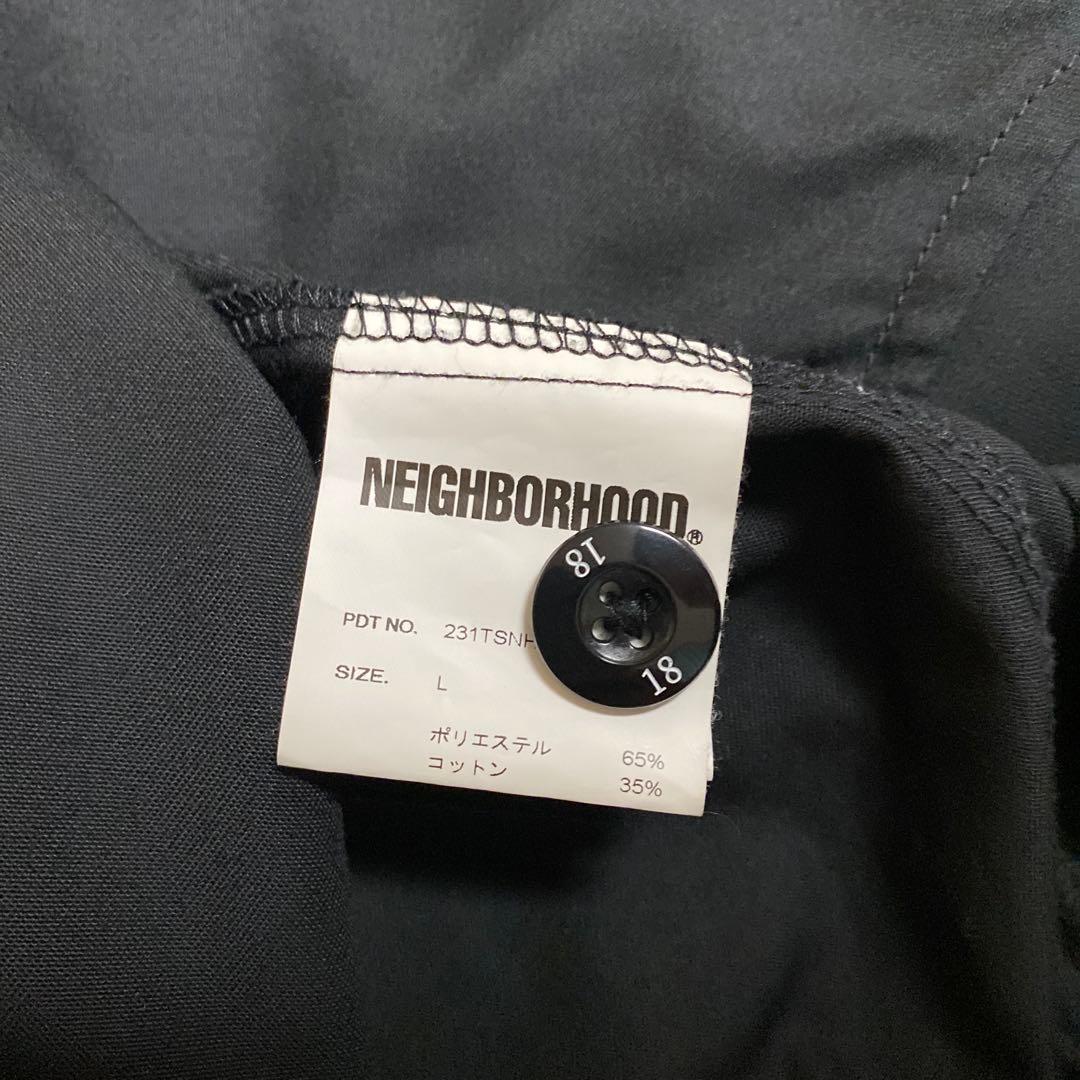 NEIGHBORHOOD®
PDT NO. 231TSNH
SIZE. L
ポリエステル 65%
コットン 35%
18
18